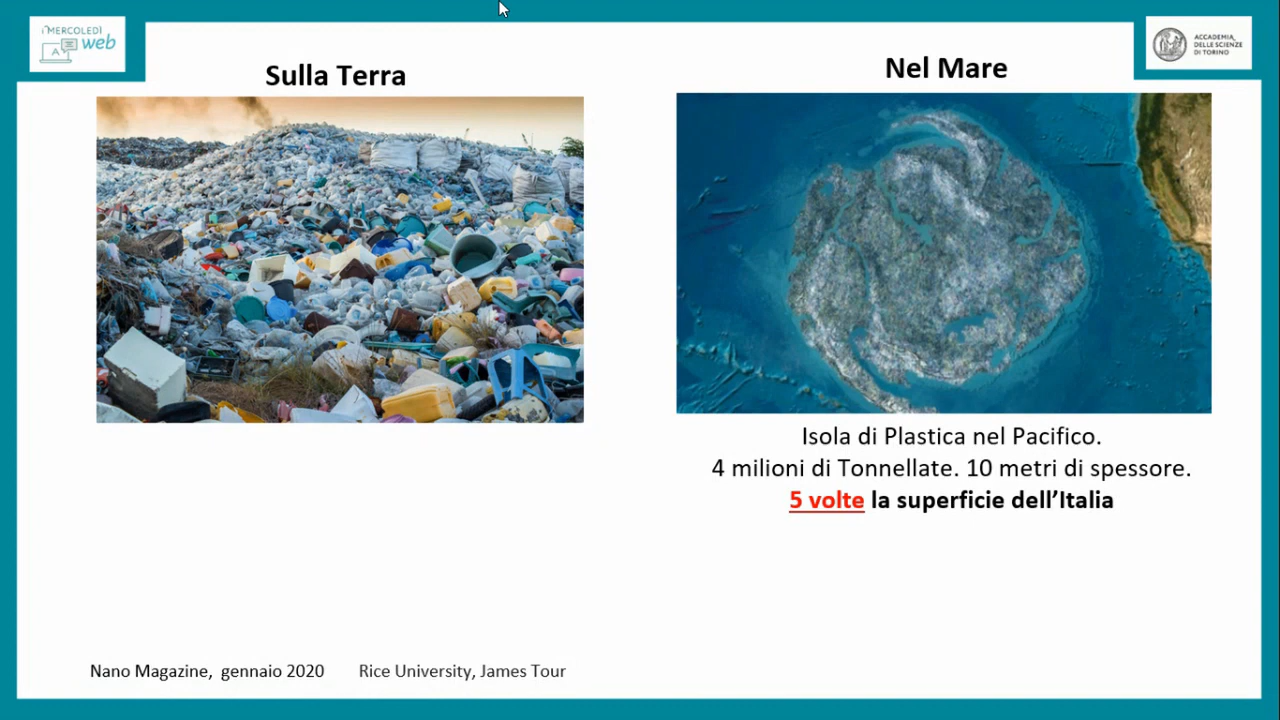 i MERCOLEDÌ
web
A
ACCADEMIA
DELLE SCIENZE
DI TORINO
Sulla Terra
Nel Mare
Isola di Plastica nel Pacifico.
4 milioni di Tonnellate. 10 metri di spessore.
5 volte la superficie dell’Italia
Nano Magazine, gennaio 2020 Rice University, James Tour